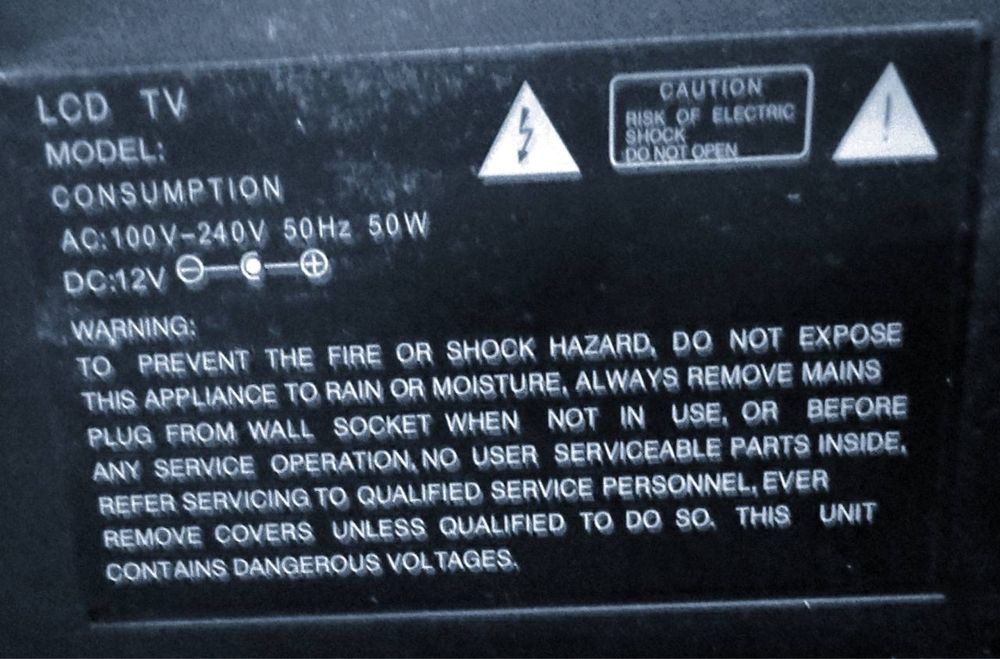 LCD TV
MODEL:
CONSUMPTION
AC:100V-240V 50Hz 50W
DC:12V
CAUTION
RISK OF ELECTRIC
SHOCK
DO NOT OPEN
WARNING:
TO PREVENT THE FIRE OR SHOCK HAZARD, DO NOT EXPOSE
THIS APPLIANCE TO RAIN OR MOISTURE, ALWAYS REMOVE MAINS
PLUG FROM WALL SOCKET WHEN NOT IN USE, OR BEFORE
ANY SERVICE OPERATION, NO USER SERVICEABLE PARTS INSIDE,
REFER SERVICING TO QUALIFIED SERVICE PERSONNEL, EVER
REMOVE COVERS UNLESS QUALIFIED TO DO SO. THIS UNIT
CONTAINS DANGEROUS VOLTAGES.